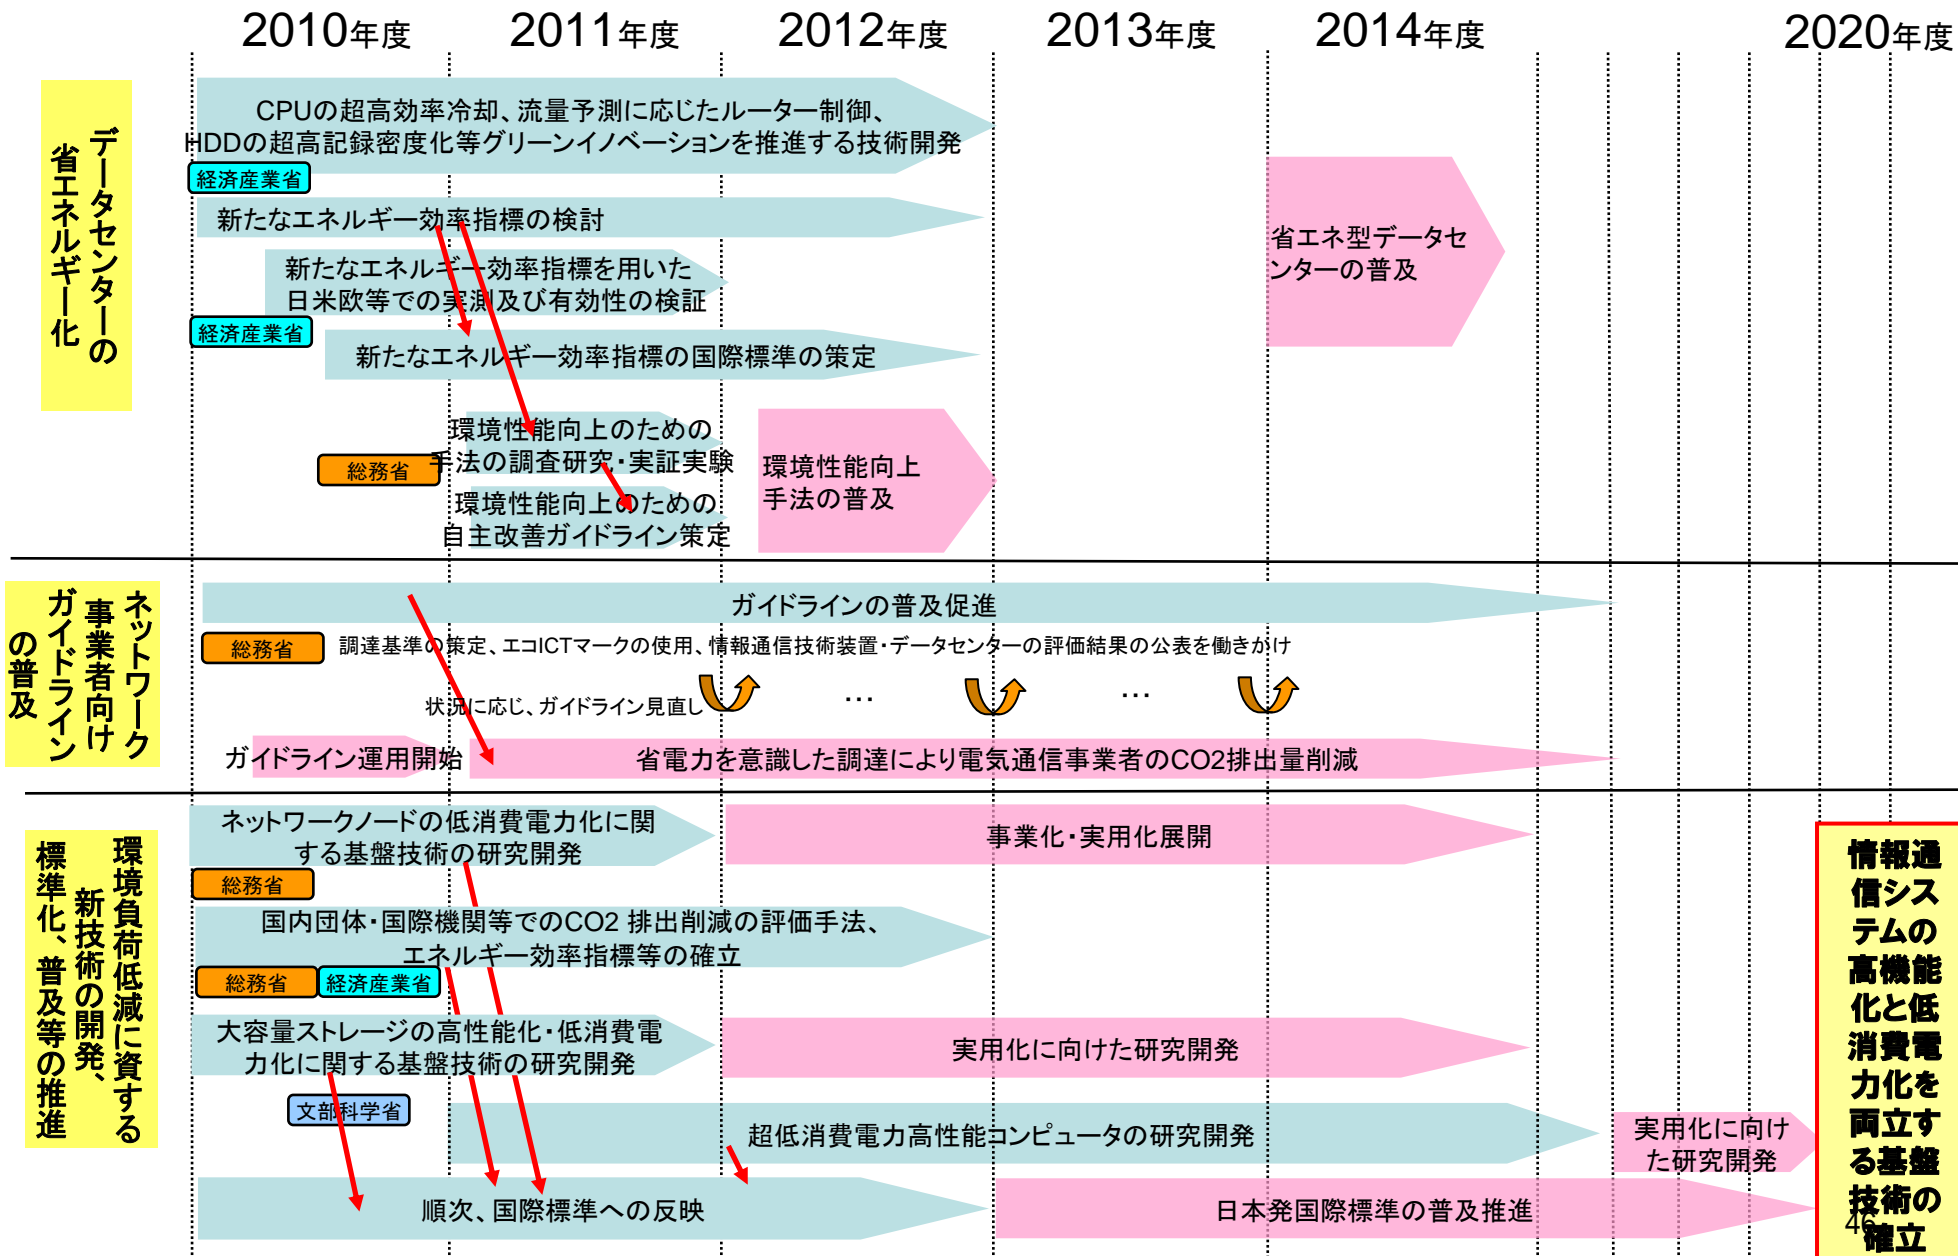 2010年度
2011年度
2012年度
2013年度
2014年度
2020年度
データセンターの
省エネルギー化
CPUの超高効率冷却、流量予測に応じたルーター制御、
HDDの超高記録密度化等グリーンイノベーションを推進する技術開発
経済産業省
新たなエネルギー効率指標の検討
新たなエネルギー効率指標を用いた
日米欧等での実測及び有効性の検証
経済産業省
新たなエネルギー効率指標の国際標準の策定
環境性能向上のための
手法の調査研究・実証実験
総務省
環境性能向上のための
自主改善ガイドライン策定
環境性能向上
手法の普及
省エネ型データセ
ンターの普及
ネットワーク
事業者向け
ガイドライン
の普及
ガイドラインの普及促進
総務省
調達基準の策定、エコICTマークの使用、情報通信技術装置・データセンターの評価結果の公表を働きかけ
状況に応じ、ガイドライン見直し
…
…
ガイドライン運用開始
省電力を意識した調達により電気通信事業者のCO2排出量削減
環境負荷低減に資する
新技術の開発、
標準化、普及等の推進
ネットワークノードの低消費電力化に関
する基盤技術の研究開発
総務省
事業化・実用化展開
国内団体・国際機関等でのCO2 排出削減の評価手法、
エネルギー効率指標等の確立
総務省
経済産業省
大容量ストレージの高性能化・低消費電
力化に関する基盤技術の研究開発
実用化に向けた研究開発
文部科学省
超低消費電力高性能コンピュータの研究開発
実用化に向け
た研究開発
順次、国際標準への反映
日本発国際標準の普及推進
情報通
信シス
テムの
高機能
化と低
消費電
力化を
両立す
る基盤
技術の
確立
46